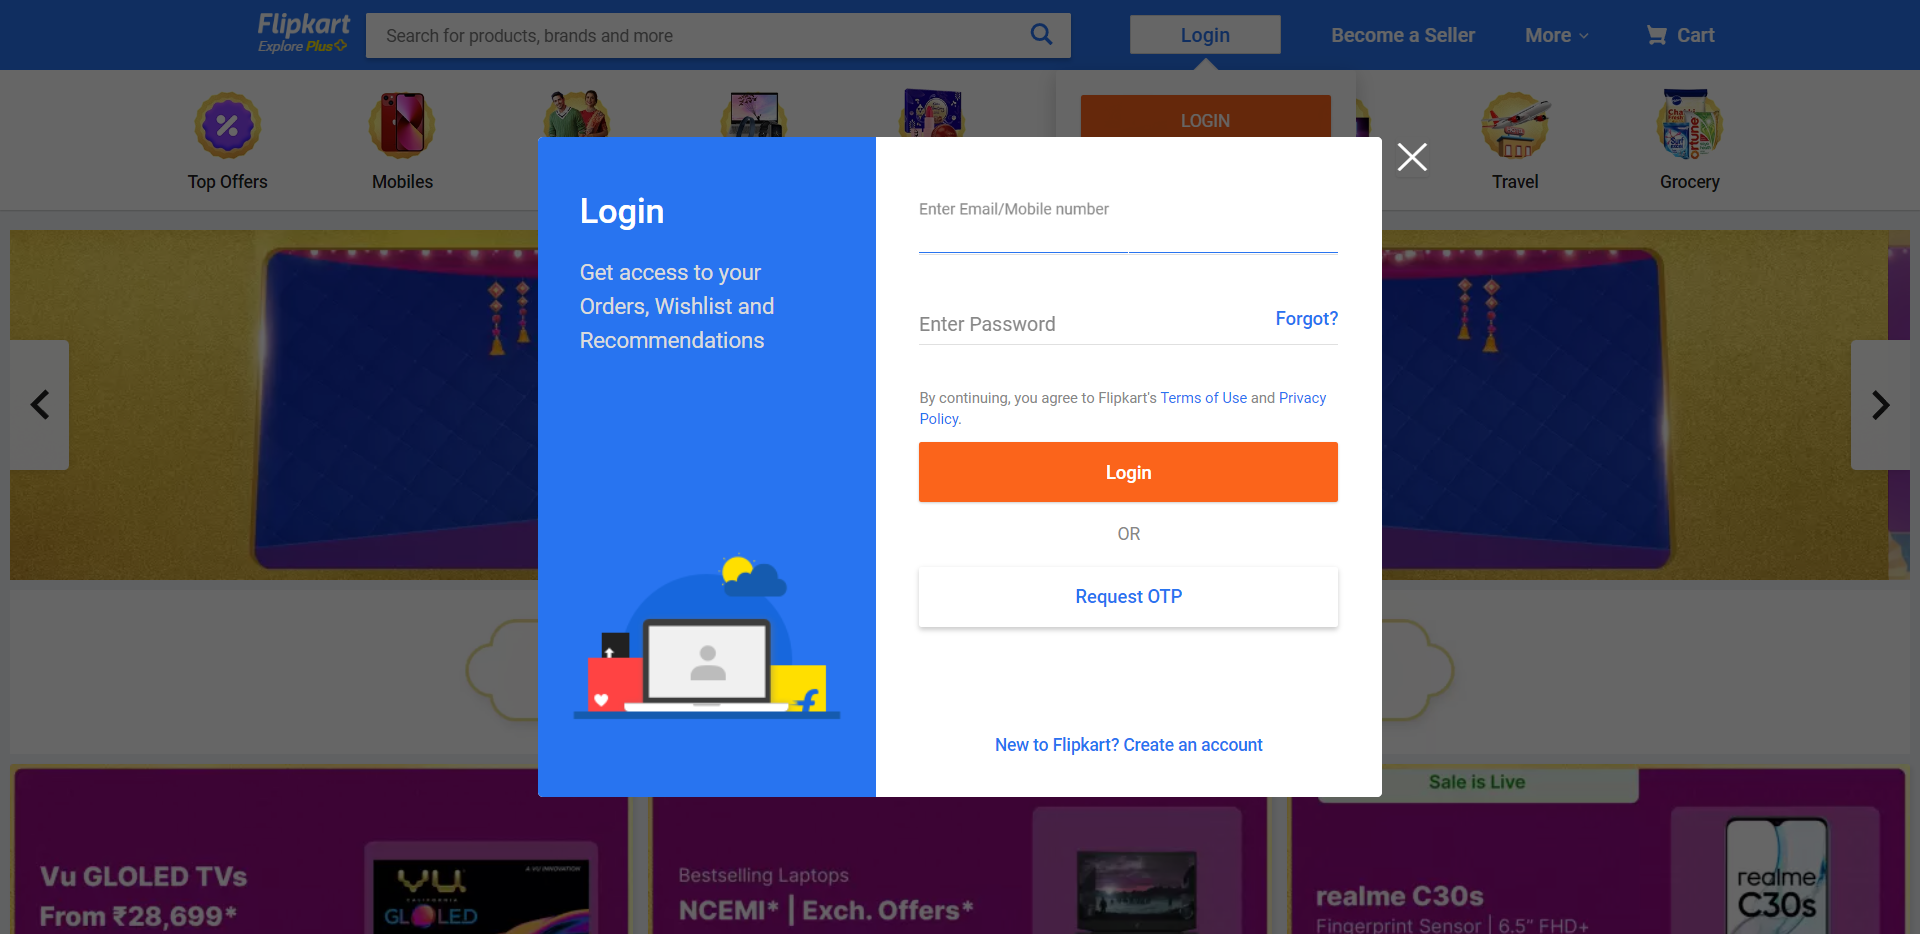 Flipkart
Explore Plus
Search for products, brands and more
Login
Become a Seller
More
Cart
LOGIN
Top Offers
Mobiles
Travel
Grocery
Login
Get access to your
Orders, Wishlist and
Recommendations
Enter Email/Mobile number
Enter Password
Forgot?
By continuing, you agree to Flipkart's Terms of Use and Privacy
Policy.
Login
OR
Request OTP
New to Flipkart? Create an account
Vu GLOLED TVs
From ₹28,699*
A VU INNOVATION
VU
CALIFORNIA
GLOLED
Bestselling Laptops
NCEMI* | Exch. Offers*
Sale is Live
realme C30s
Fingerprint Sensor | 6.5" FHD+
realme
C30s